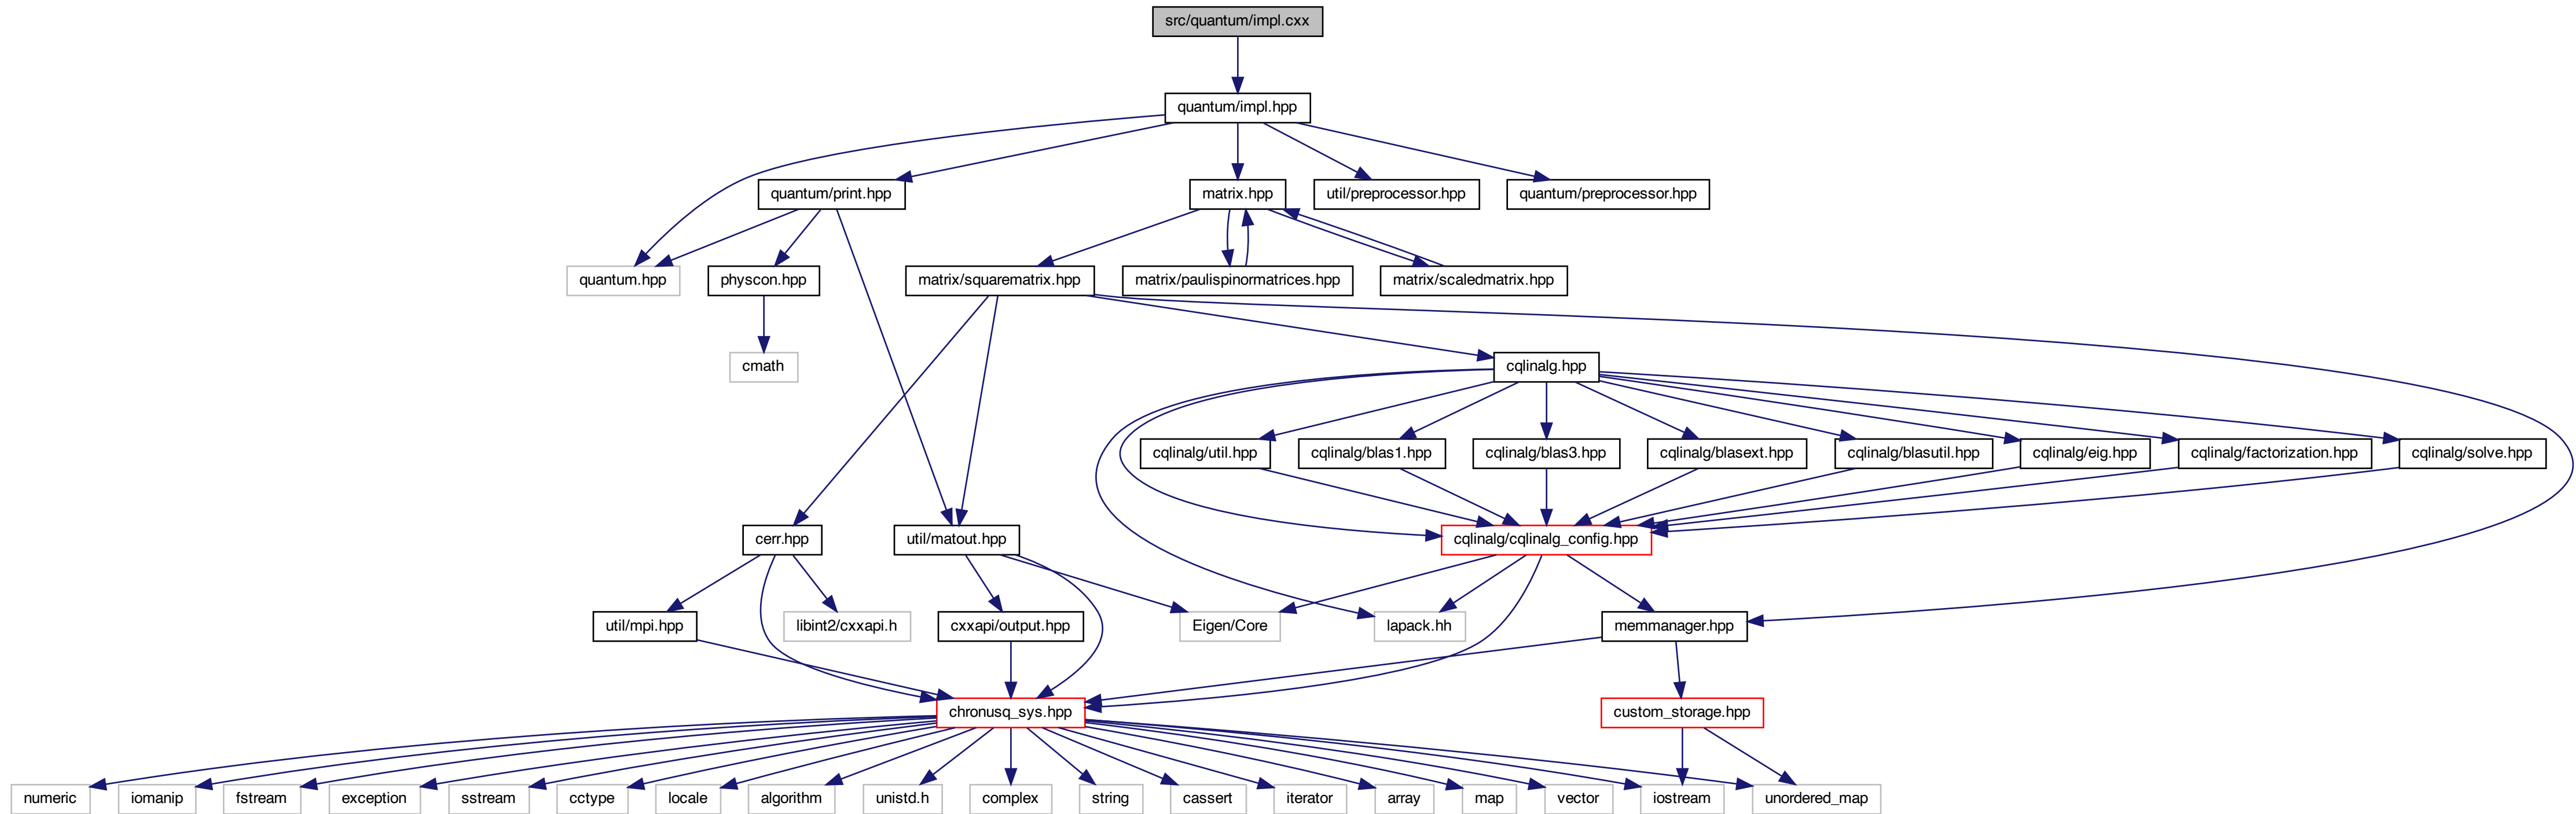 src/quantum/impl.cxx
quantum/impl.hpp
quantum/print.hpp
matrix.hpp
util/preprocessor.hpp
quantum/preprocessor.hpp
quantum.hpp
physcon.hpp
matrix/squarematrix.hpp
matrix/paulispinormatrices.hpp
matrix/scaledmatrix.hpp
cmath
cqlinalg.hpp
cqlinalg/util.hpp
cqlinalg/blas1.hpp
cqlinalg/blas3.hpp
cqlinalg/blasext.hpp
cqlinalg/blasutil.hpp
cqlinalg/eig.hpp
cqlinalg/factorization.hpp
cqlinalg/solve.hpp
cerr.hpp
util/matout.hpp
cqlinalg/cqlinalg_config.hpp
util/mpi.hpp
libint2/cxxapi.h
cxxapi/output.hpp
Eigen/Core
lapack.hh
memmanager.hpp
chronusq_sys.hpp
custom_storage.hpp
numeric
iomanip
fstream
exception
sstream
cctype
locale
algorithm
unistd.h
complex
string
cassert
iterator
array
map
vector
iostream
unordered_map